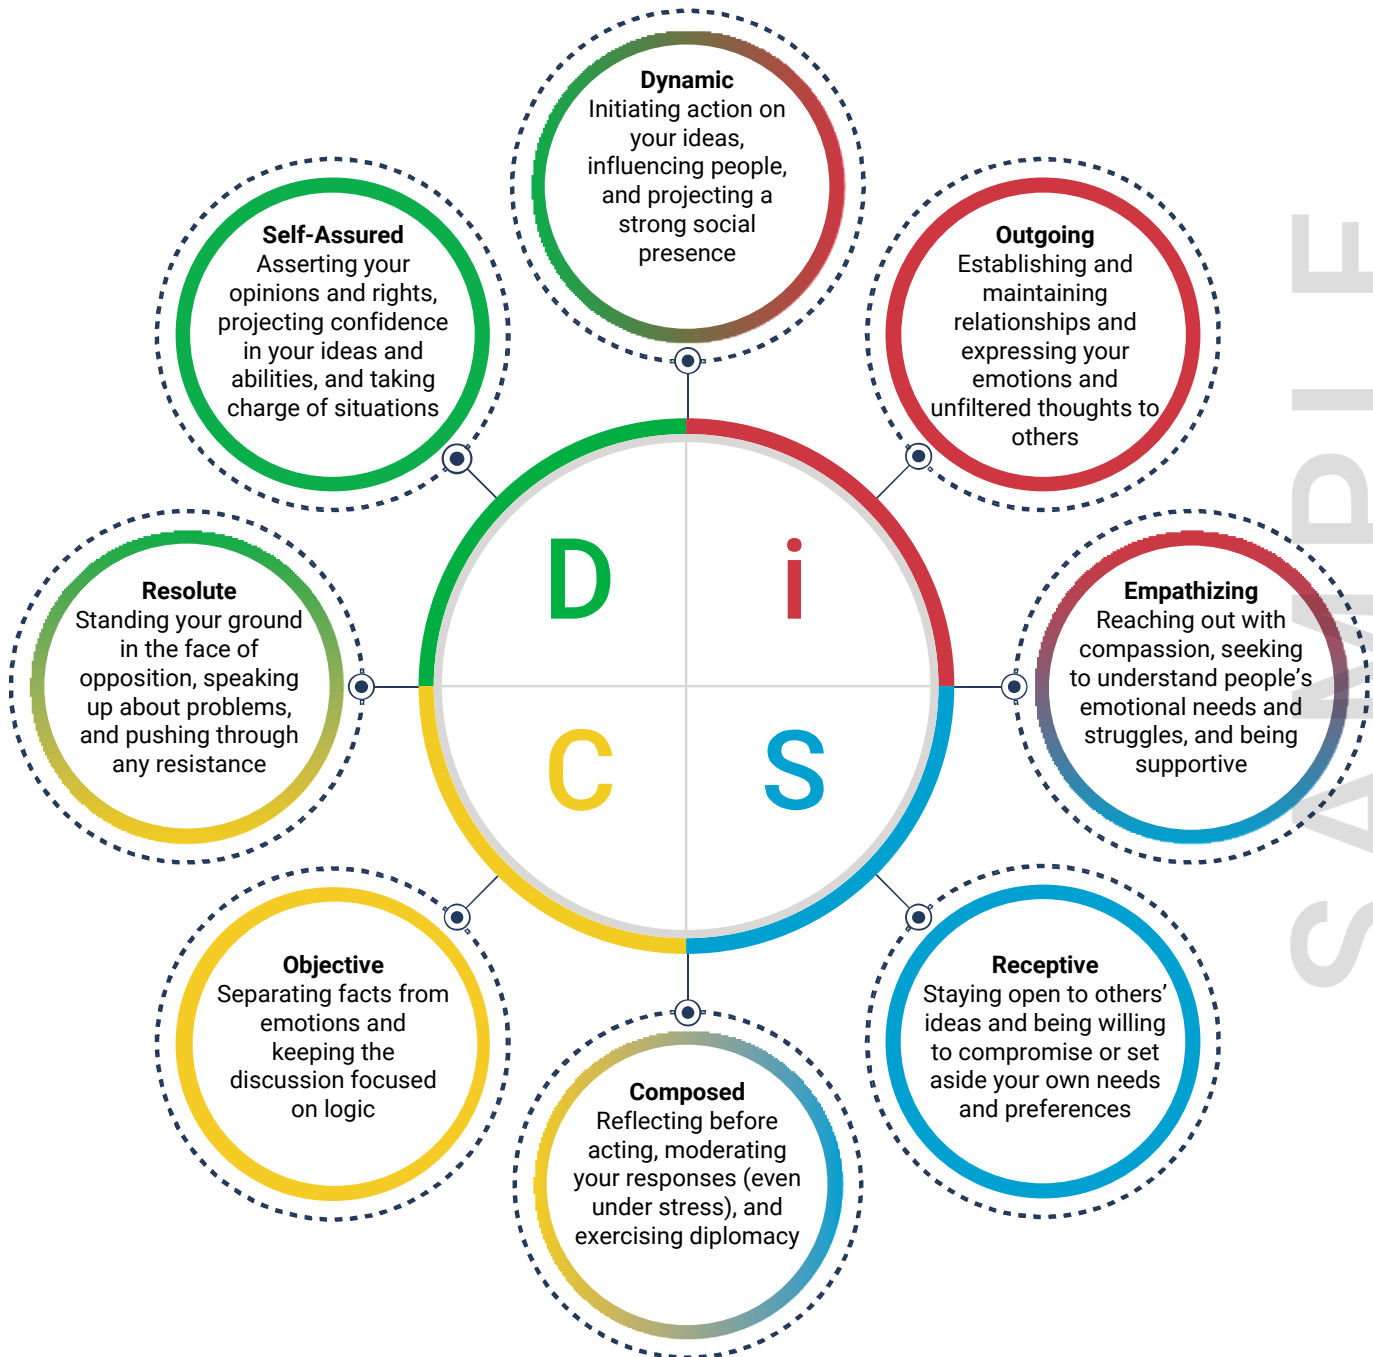 Dynamic
Initiating action on
your ideas,
influencing people,
and projecting a
strong social
presence
Self-Assured
Asserting your
opinions and rights,
projecting confidence
in your ideas and
abilities, and taking
charge of situations
Outgoing
Establishing and
maintaining
relationships and
expressing your
emotions and
unfiltered thoughts to
others
D i
Resolute
Standing your ground
in the face of
opposition, speaking
up about problems,
and pushing through
any resistance
Empathizing
Reaching out with
compassion, seeking
to understand people’s
emotional needs and
struggles, and being
supportive
C S
Objective
Separating facts from
emotions and
keeping the
discussion focused
on logic
Receptive
Staying open to others’
ideas and being willing
to compromise or set
aside your own needs
and preferences
Composed
Reflecting before
acting, moderating
your responses (even
under stress), and
exercising diplomacy
SAMPLE